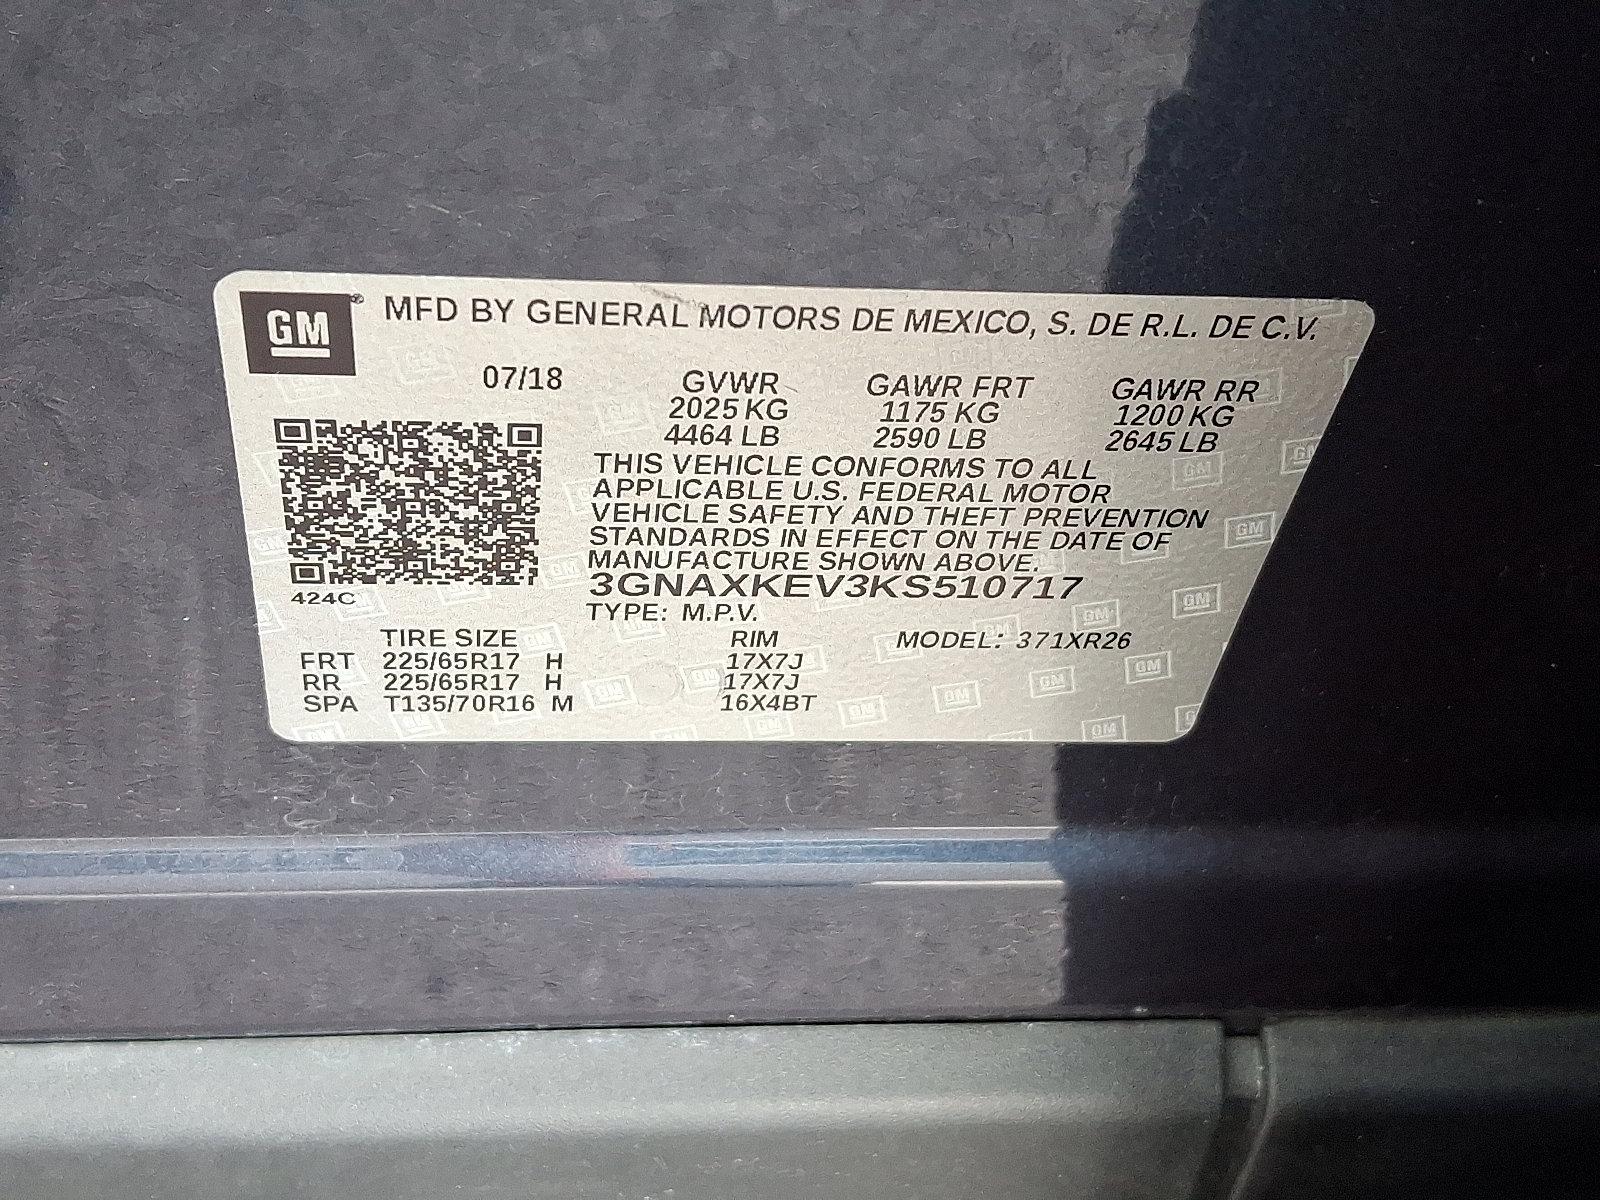 GM
MFD BY GENERAL MOTORS DE MEXICO, S. DE R.L. DE C.V.
07/18 GVWR GAWR FRT GAWR RR
2025 KG 1175 KG 1200 KG
4464 LB 2590 LB 2645 LB
THIS VEHICLE CONFORMS TO ALL
APPLICABLE U.S. FEDERAL MOTOR
VEHICLE SAFETY AND THEFT PREVENTION
STANDARDS IN EFFECT ON THE DATE OF
MANUFACTURE SHOWN ABOVE.
3GNAXKEV3KS510717
424C
TYPE: M.P.V.
TIRE SIZE RIM MODEL: 371XR26
FRT 225/65R17 H 17X7J
RR 225/65R17 H 17X7J
SPA T135/70R16 M 16X4BT